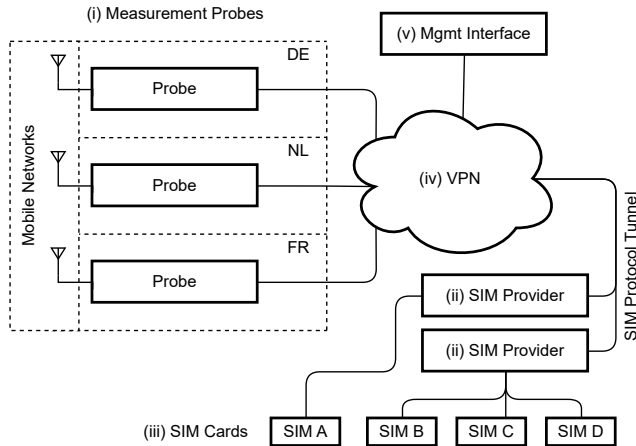 (i) Measurement Probes
(v) Mgmt Interface
DE
Probe
NL
Probe
FR
Probe
Mobile Networks
(iv) VPN
SIM Protocol Tunnel
(ii) SIM Provider
(ii) SIM Provider
(iii) SIM Cards
SIM A
SIM B
SIM C
SIM D